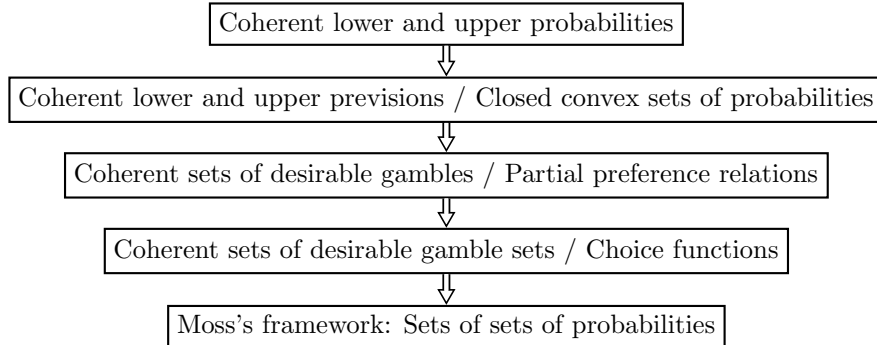 Coherent lower and upper probabilities
Coherent lower and upper previsions / Closed convex sets of probabilities
Coherent sets of desirable gambles / Partial preference relations
Coherent sets of desirable gamble sets / Choice functions
Moss's framework: Sets of sets of probabilities